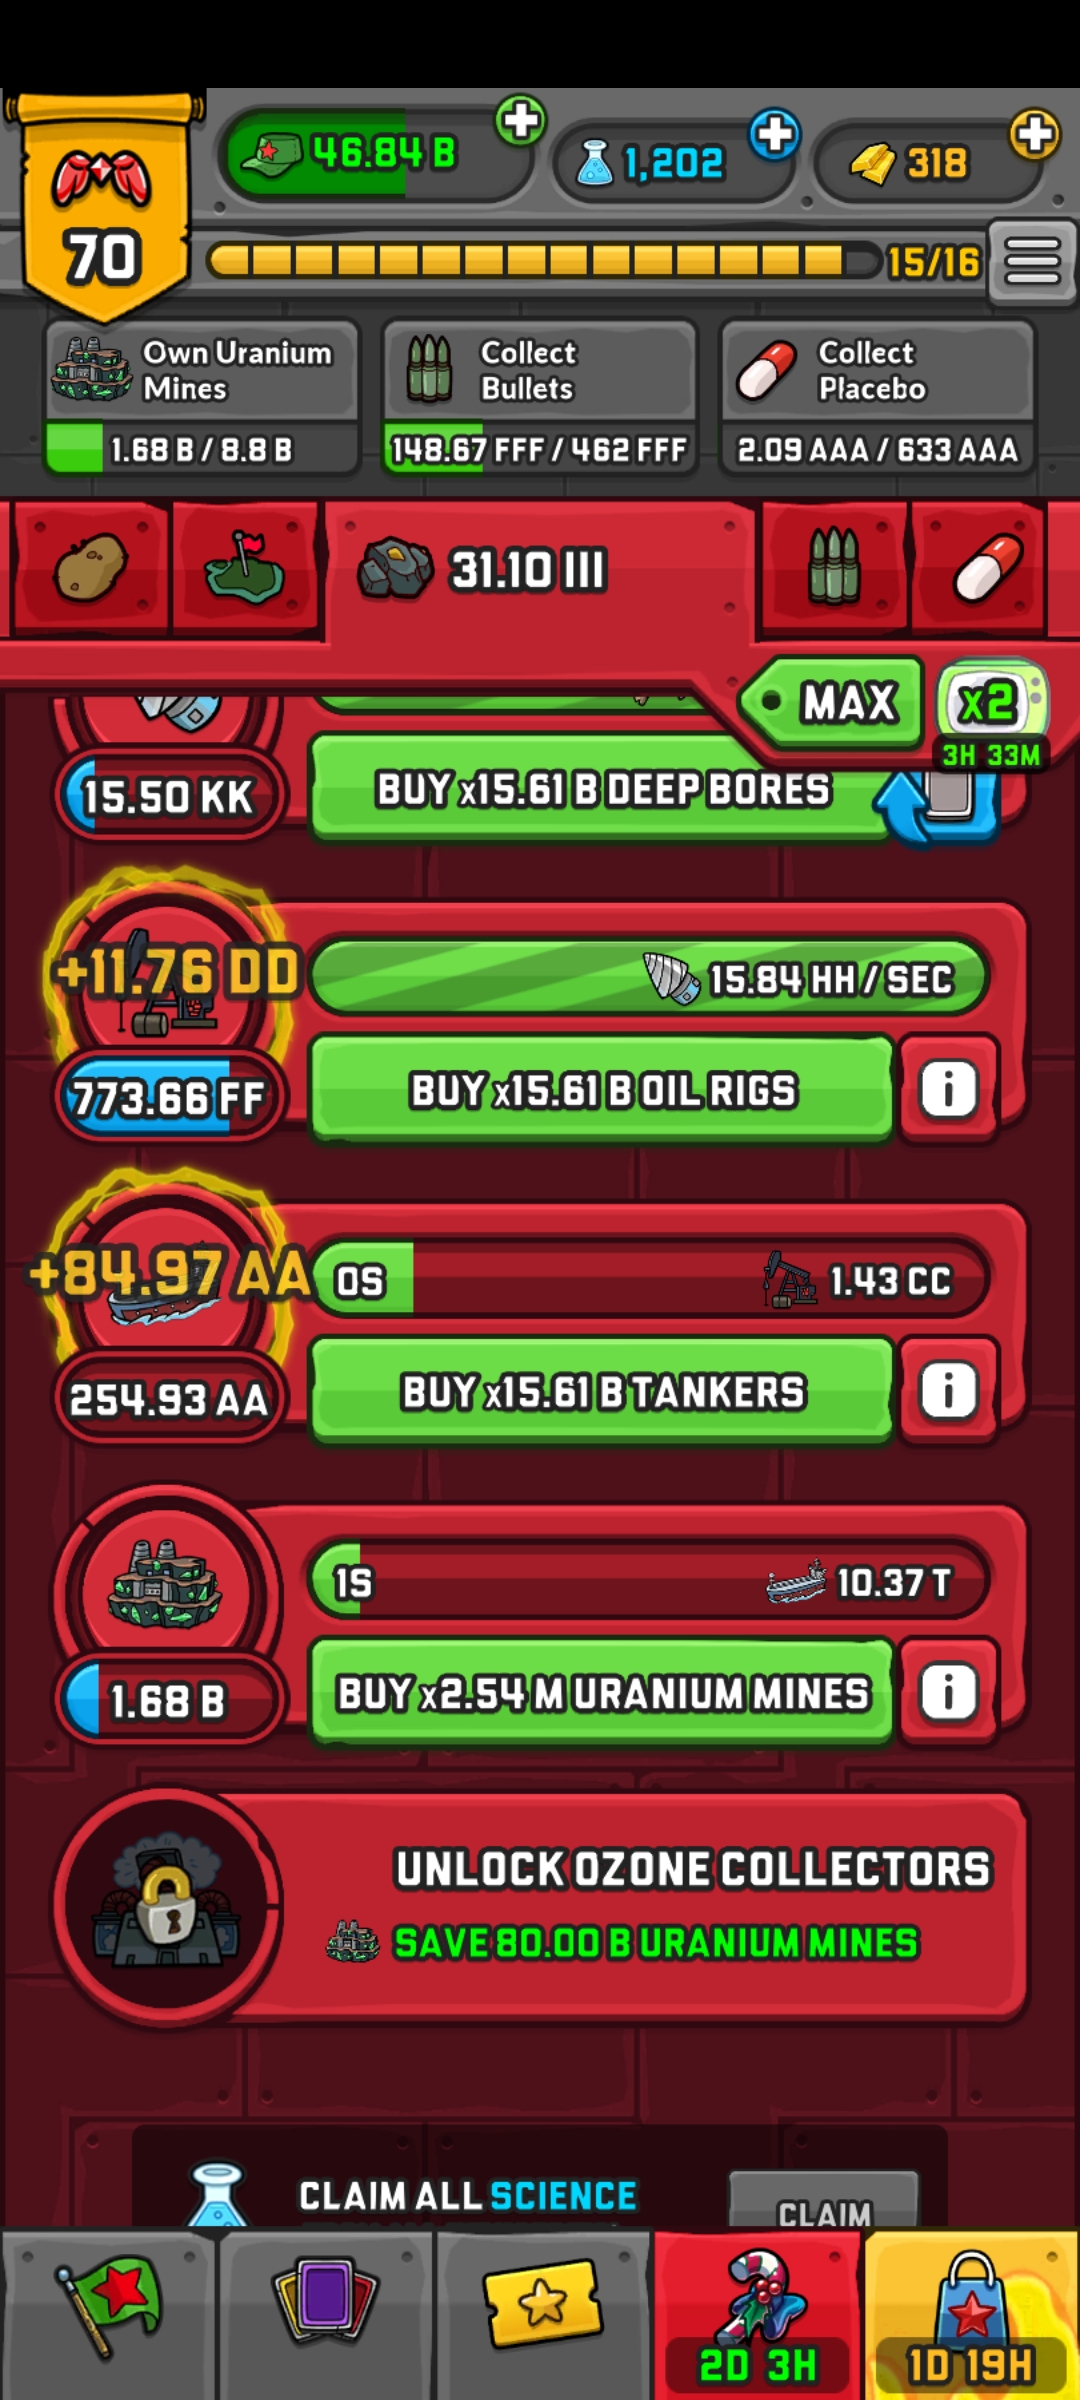 46.84 B
1,202
318
70
15/16
Own Uranium
Mines
1.68 B / 8.8 B
Collect
Bullets
148.67 FFF / 462 FFF
Collect
Placebo
2.09 AAA / 633 AAA
31.10 III
MAX
x2
3H 33M
15.50 KK
BUY x15.61 B DEEP BORES
+11.76 DD
15.84 HH / SEC
773.66 FF
BUY x15.61 B OIL RIGS
i
+84.97 AA
0S
1.43 CC
254.93 AA
BUY x15.61 B TANKERS
i
1S
10.37 T
1.68 B
BUY x2.54 M URANIUM MINES
i
UNLOCK OZONE COLLECTORS
SAVE 80.00 B URANIUM MINES
CLAIM ALL SCIENCE
CLAIM
2D 3H
1D 19H